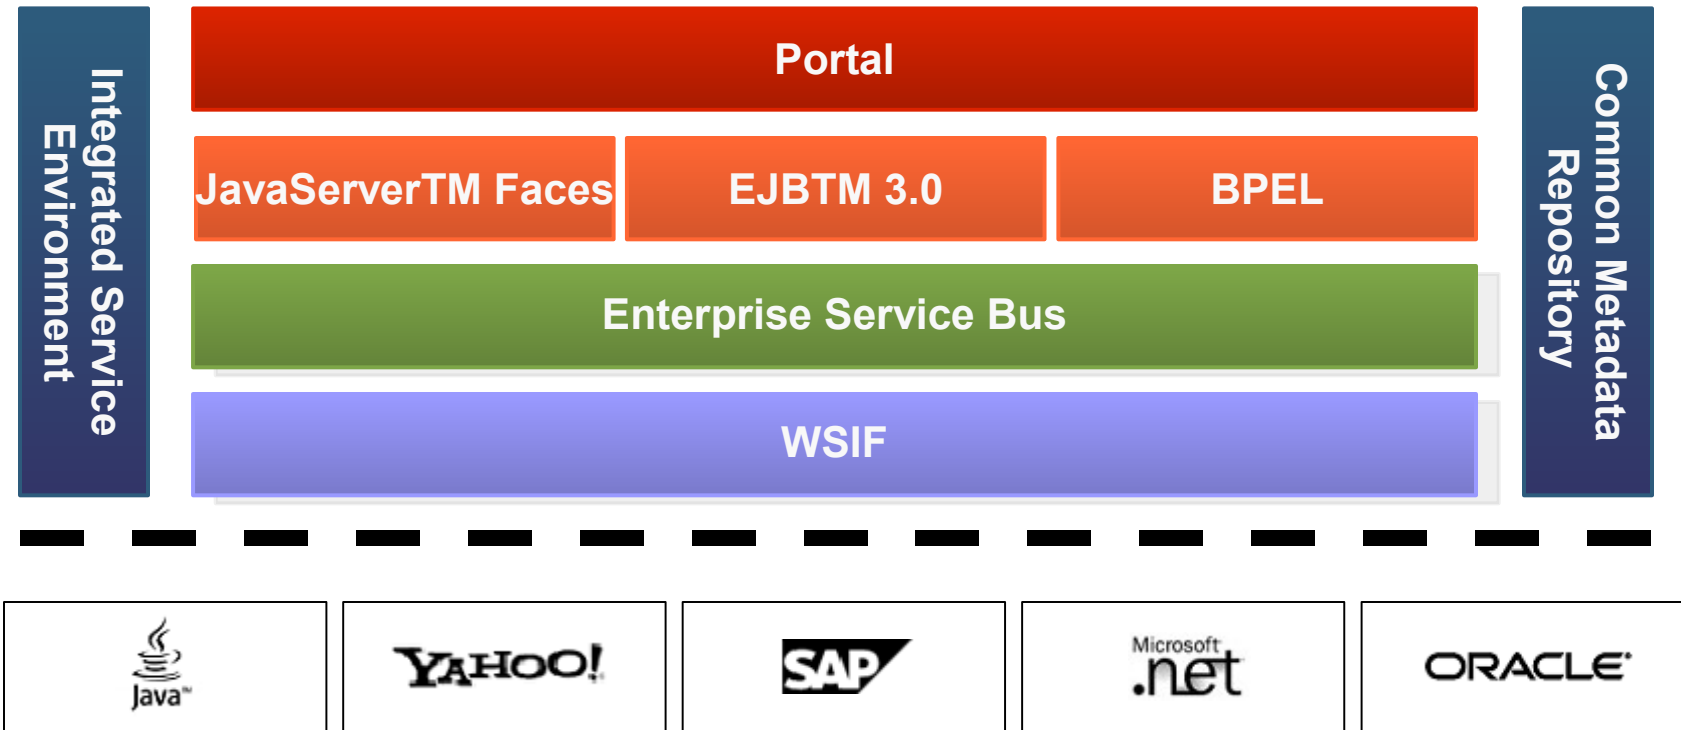 Integrated Service
Environment
Portal
JavaServerTM Faces
EJBTM 3.0
BPEL
Enterprise Service Bus
WSIF
Common Metadata
Repository
Java™
YAHOO!
SAP
Microsoft
.net
ORACLE®